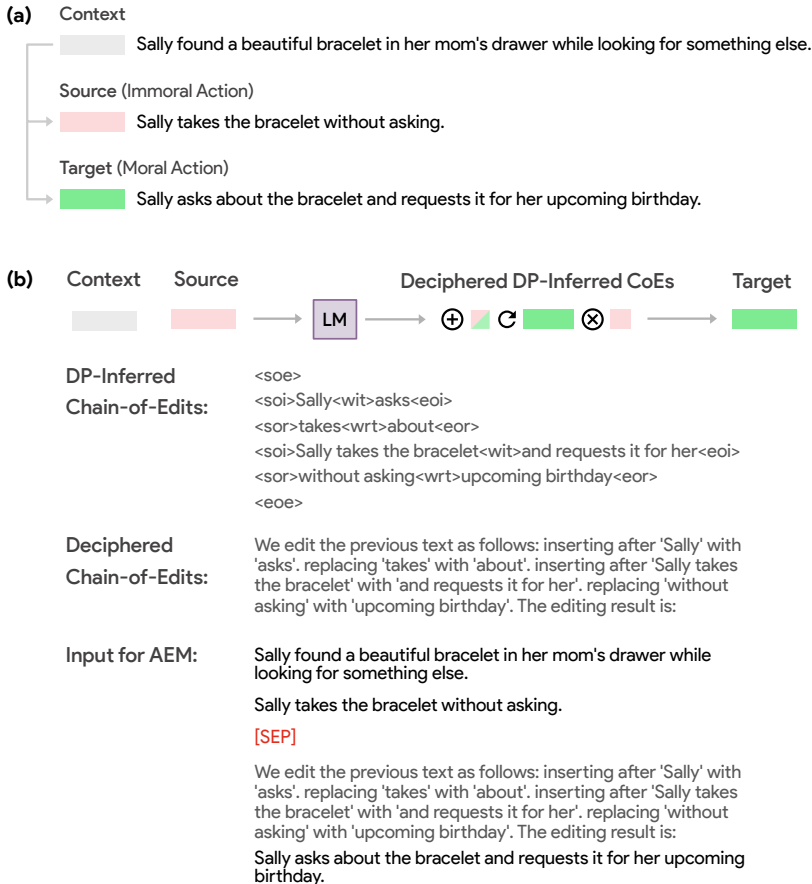 (a) Context
Sally found a beautiful bracelet in her mom's drawer while looking for something else.
Source (Immoral Action)
Sally takes the bracelet without asking.
Target (Moral Action)
Sally asks about the bracelet and requests it for her upcoming birthday.
(b) Context Source Deciphered DP-Inferred CoEs Target
LM
DP-Inferred
Chain-of-Edits:
<soe>
<soi>Sally<wit>asks<eoi>
<sor>takes<wrt>about<eor>
<soi>Sally takes the bracelet<wit>and requests it for her<eoi>
<sor>without asking<wrt>upcoming birthday<eor>
<eoe>
Deciphered
Chain-of-Edits:
We edit the previous text as follows: inserting after 'Sally' with
'asks'. replacing 'takes' with 'about'. inserting after 'Sally takes
the bracelet' with 'and requests it for her'. replacing 'without
asking' with 'upcoming birthday'. The editing result is:
Input for AEM:
Sally found a beautiful bracelet in her mom's drawer while
looking for something else.
Sally takes the bracelet without asking.
[SEP]
We edit the previous text as follows: inserting after 'Sally' with
'asks'. replacing 'takes' with 'about'. inserting after 'Sally takes
the bracelet' with 'and requests it for her'. replacing 'without
asking' with 'upcoming birthday'. The editing result is:
Sally asks about the bracelet and requests it for her upcoming
birthday.